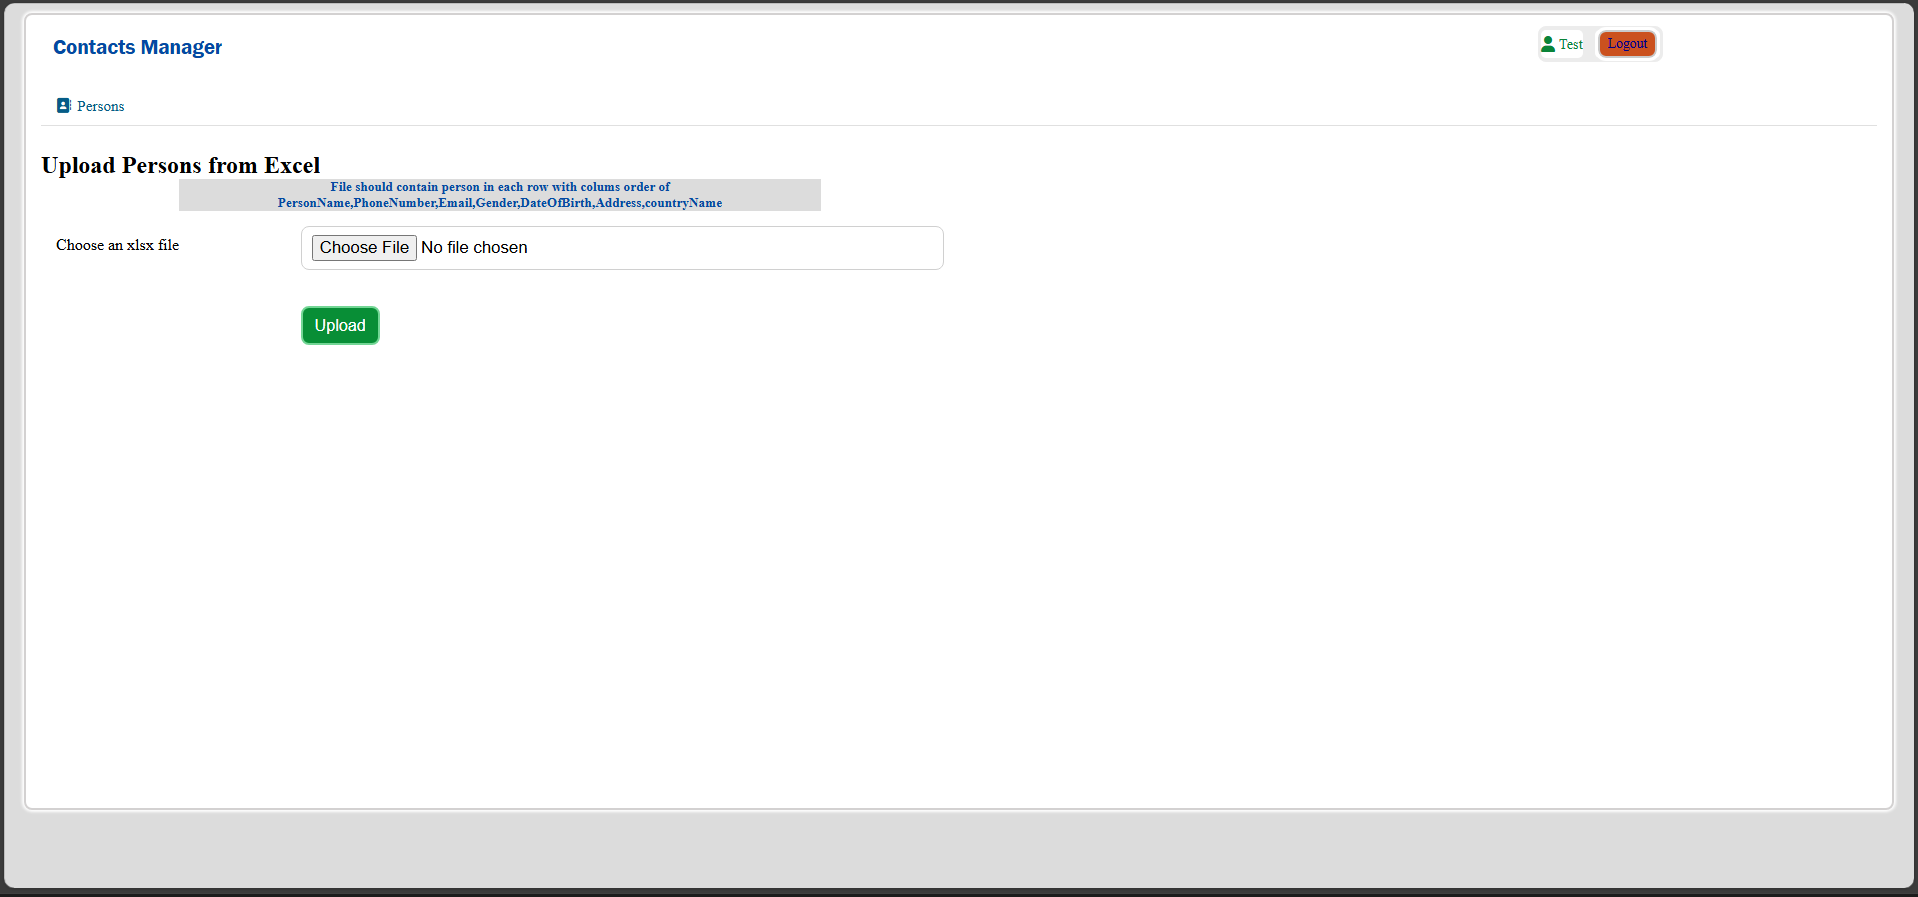 Contacts Manager
Test
Logout
Persons
Upload Persons from Excel
File should contain person in each row with colums order of
PersonName,PhoneNumber,Email,Gender,DateOfBirth,Address,countryName
Choose an xlsx file
Choose File No file chosen
Upload